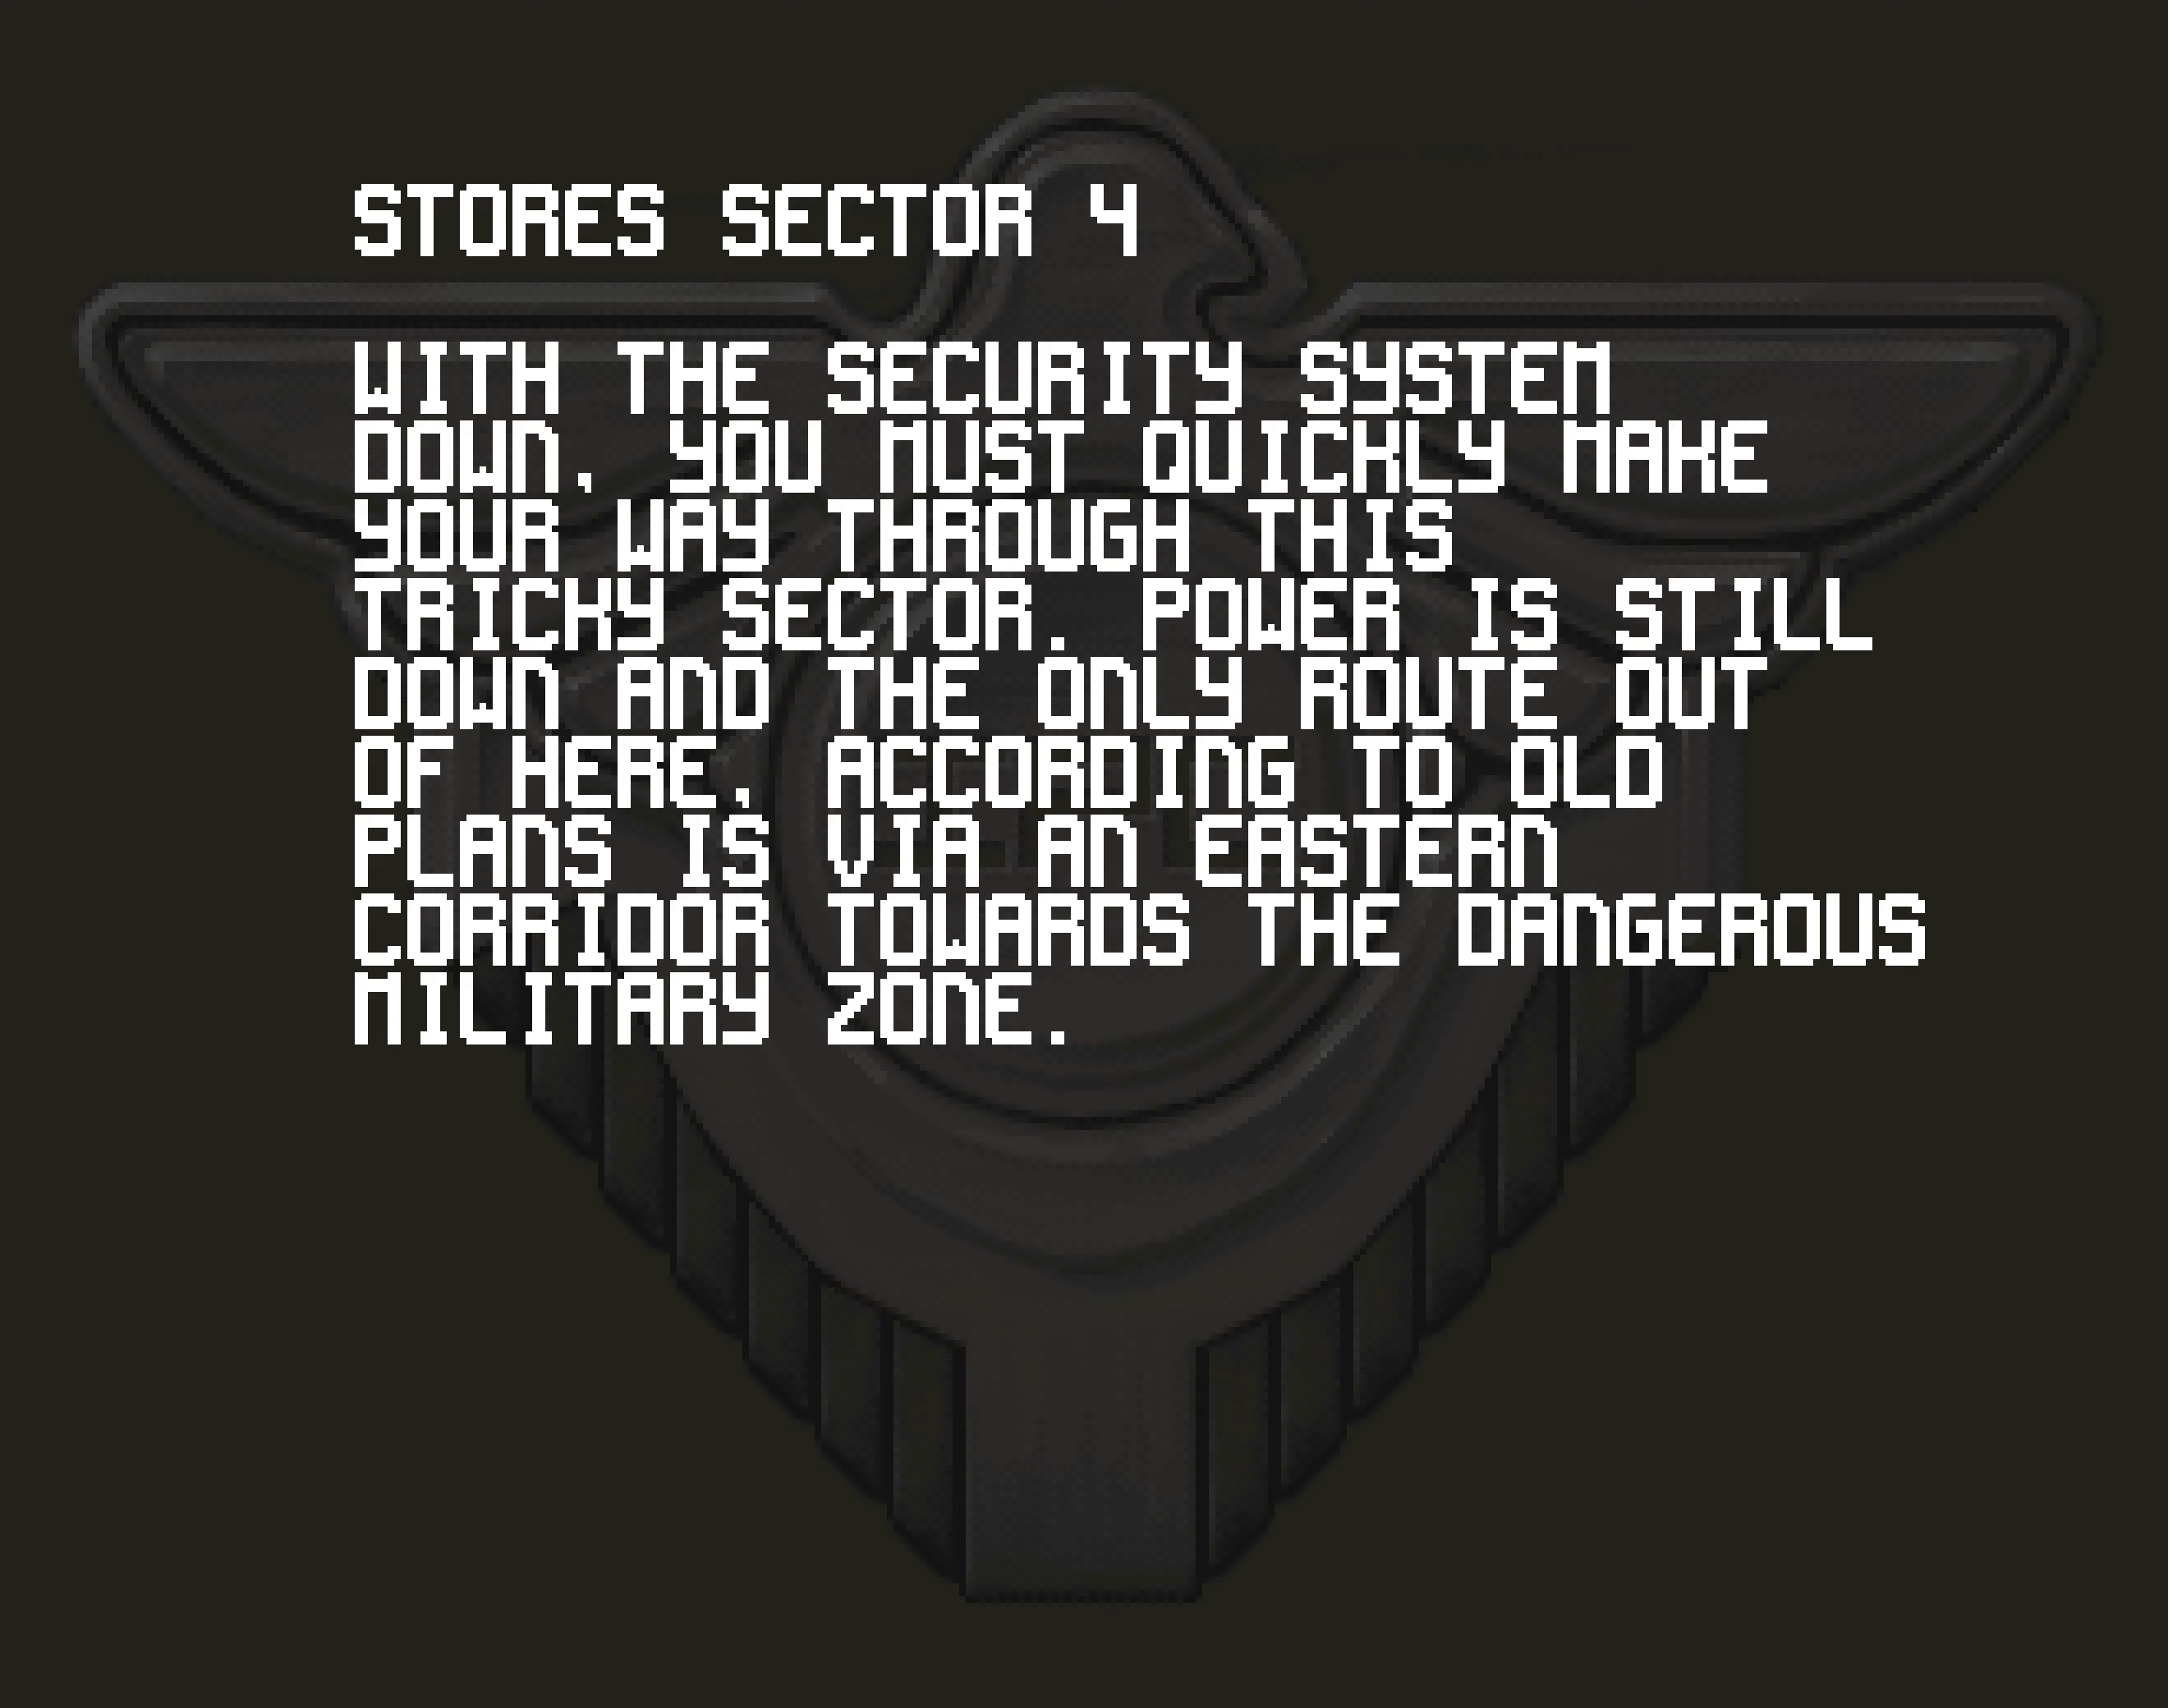 STORES SECTOR 4
WITH THE SECURITY SYSTEM
DOWN, YOU MUST QUICKLY MAKE
YOUR WAY THROUGH THIS
TRICKY SECTOR. POWER IS STILL
DOWN AND THE ONLY ROUTE OUT
OF HERE, ACCORDING TO OLD
PLANS IS VIA AN EASTERN
CORRIDOR TOWARDS THE DANGEROUS
MILITARY ZONE.